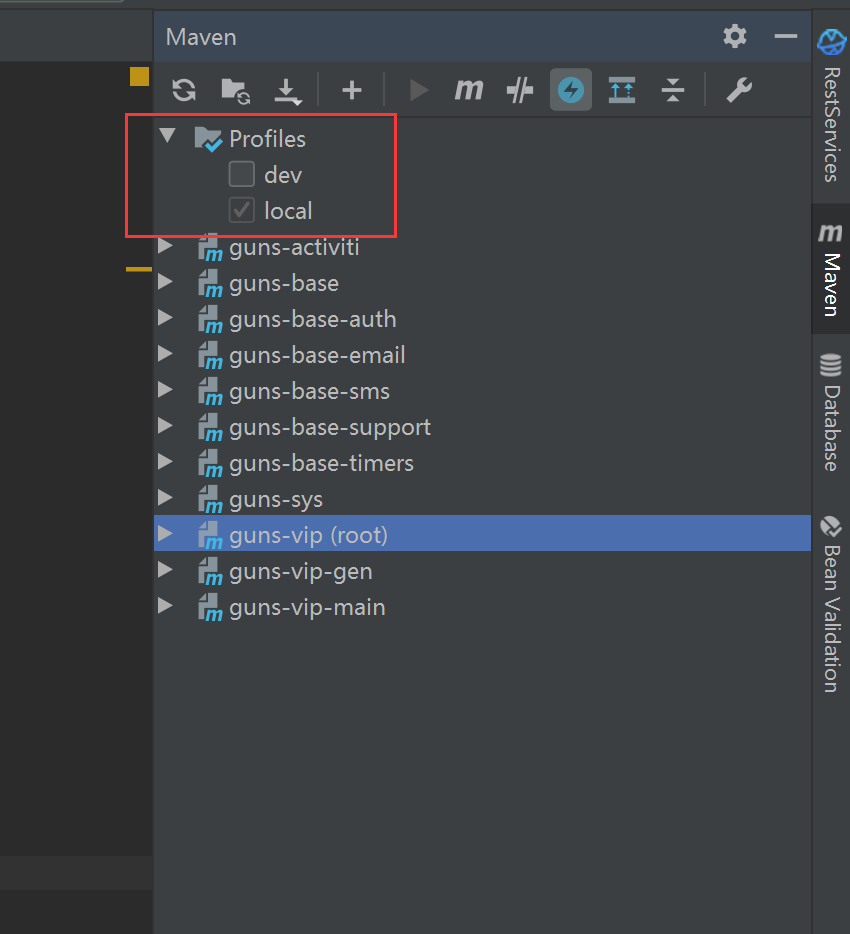 Maven
Profiles
dev
local
guns-activiti
guns-base
guns-base-auth
guns-base-email
guns-base-sms
guns-base-support
guns-base-timers
guns-sys
guns-vip (root)
guns-vip-gen
guns-vip-main
RestServices
Maven
Database
Bean Validation